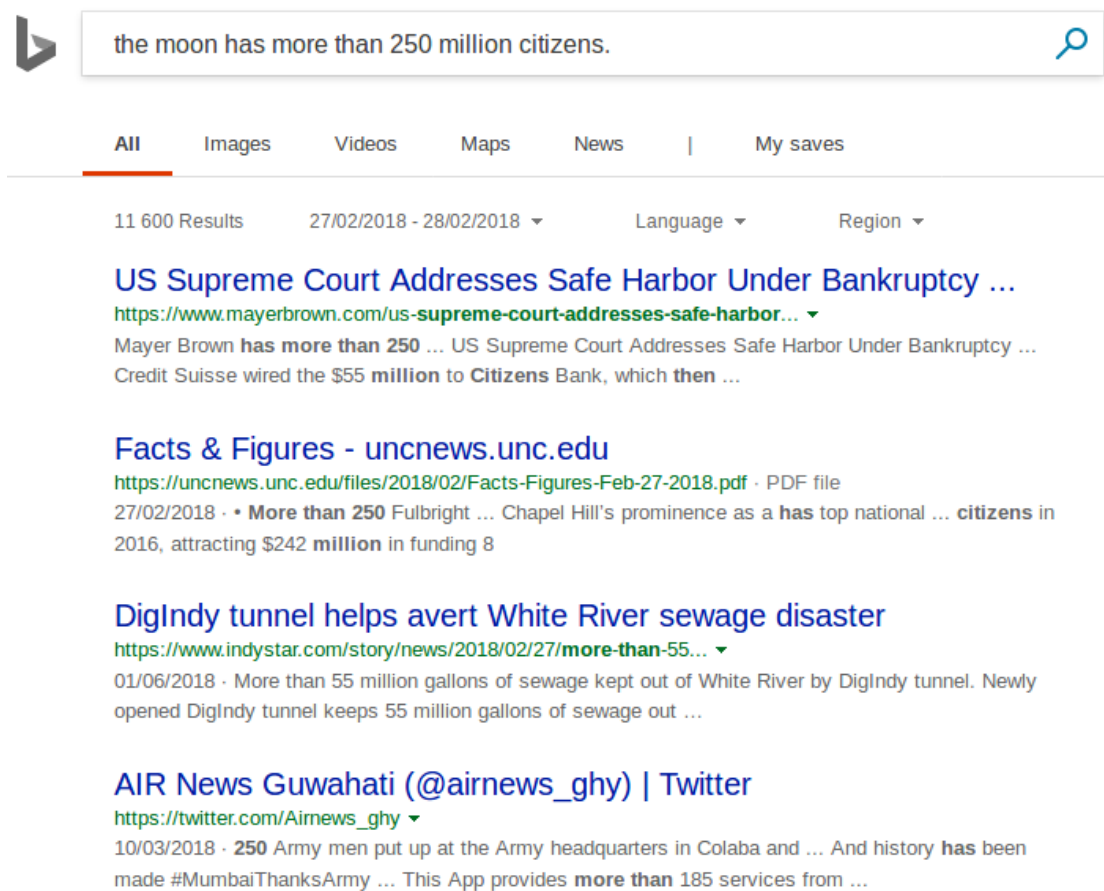 the moon has more than 250 million citizens.
All Images Videos Maps News | My saves
11 600 Results 27/02/2018 - 28/02/2018 Language Region
US Supreme Court Addresses Safe Harbor Under Bankruptcy ...
https://www.mayerbrown.com/us-supreme-court-addresses-safe-harbor...
Mayer Brown has more than 250 ... US Supreme Court Addresses Safe Harbor Under Bankruptcy ...
Credit Suisse wired the $55 million to Citizens Bank, which then ...
Facts & Figures - uncnews.unc.edu
https://uncnews.unc.edu/files/2018/02/Facts-Figures-Feb-27-2018.pdf · PDF file
27/02/2018 · • More than 250 Fulbright ... Chapel Hill's prominence as a has top national ... citizens in
2016, attracting $242 million in funding 8
DigIndy tunnel helps avert White River sewage disaster
https://www.indystar.com/story/news/2018/02/27/more-than-55...
01/06/2018 · More than 55 million gallons of sewage kept out of White River by DigIndy tunnel. Newly
opened DigIndy tunnel keeps 55 million gallons of sewage out ...
AIR News Guwahati (@airnews_ghy) | Twitter
https://twitter.com/Airnews_ghy
10/03/2018 · 250 Army men put up at the Army headquarters in Colaba and ... And history has been
made #MumbaiThanksArmy ... This App provides more than 185 services from ...